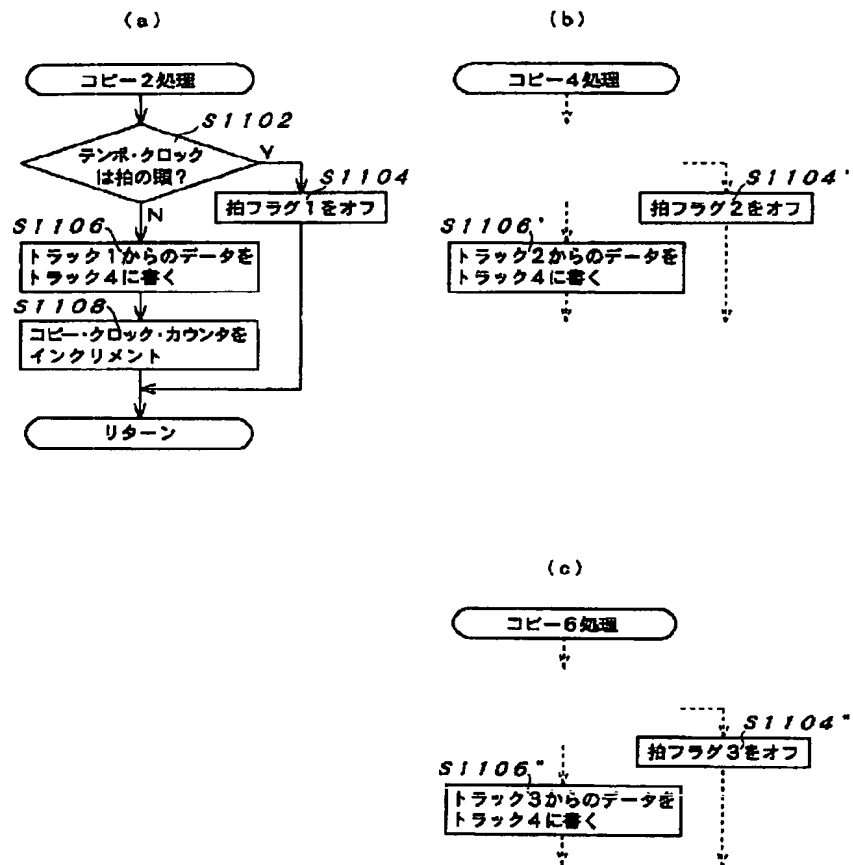 (a)
コピー2処理
S1102
テンポ・クロック
は拍の頭?
Y
N
S1104
拍フラグ1をオフ
S1106
トラック1からのデータを
トラック4に書く
S1108
コピー・クロック・カウンタを
インクリメント
リターン
(b)
コピー4処理
S1104'
拍フラグ2をオフ
S1106'
トラック2からのデータを
トラック4に書く
(c)
コピー6処理
S1104"
拍フラグ3をオフ
S1106"
トラック3からのデータを
トラック4に書く